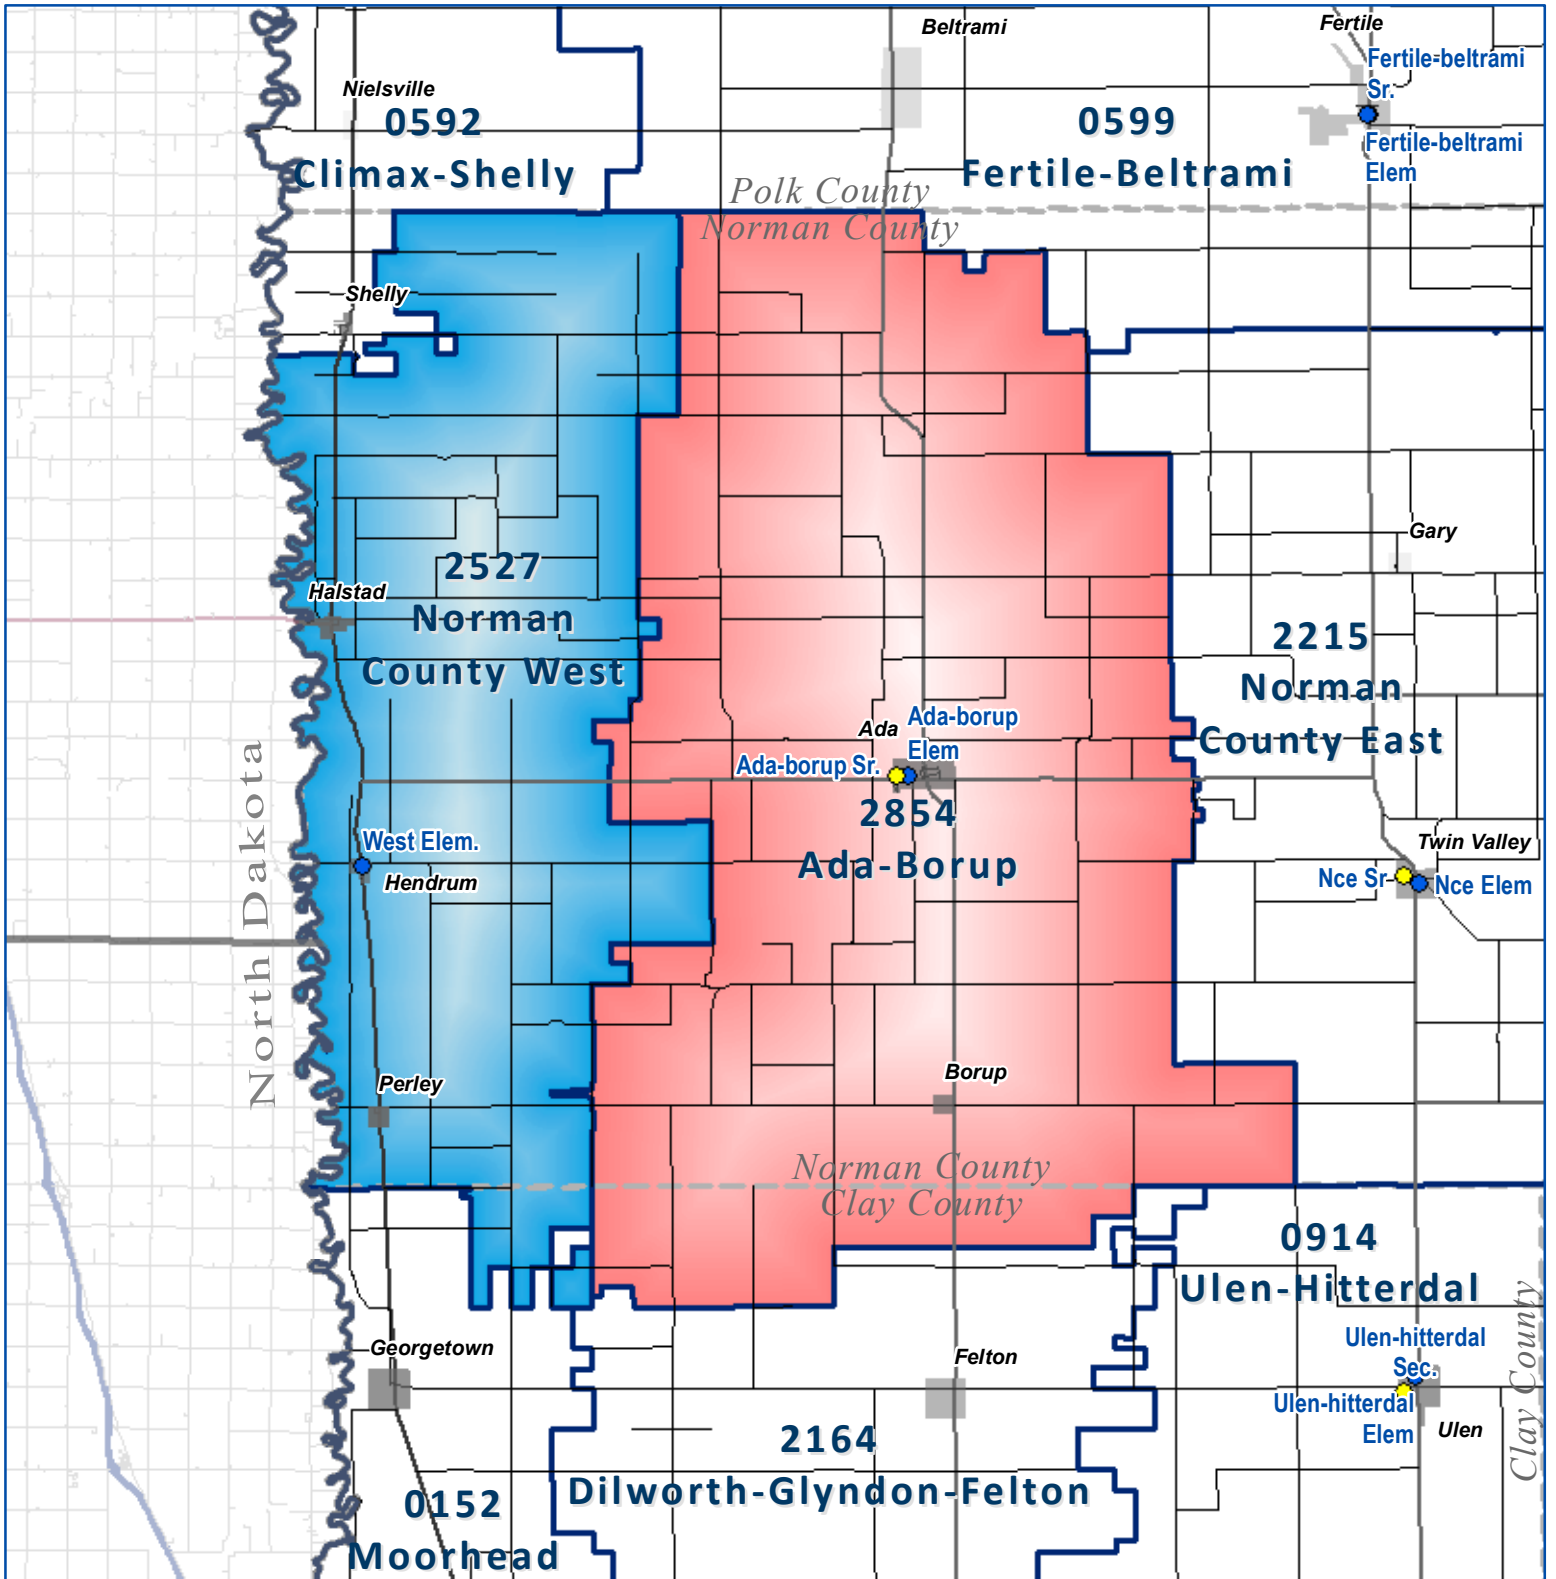 Beltrami
Fertile
Fertile-beltrami
Sr.
Nielsville
0592
Climax-Shelly
0599
Fertile-Beltrami
Fertile-beltrami
Elem
Polk County
Norman County
Shelly
Gary
2527
Norman
County West
Halstad
2215
Norman
County East
Ada
Ada-borup
Elem
Ada-borup Sr.
2854
Ada-Borup
North Dakota
West Elem.
Hendrum
Twin Valley
Nce Sr
Nce Elem
Perley
Borup
Norman County
Clay County
0914
Ulen-Hitterdal
Georgetown
Felton
Ulen-hitterdal
Sec.
Ulen-hitterdal
Elem
Ulen
Clay County
2164
Dilworth-Glyndon-Felton
0152
Moorhead